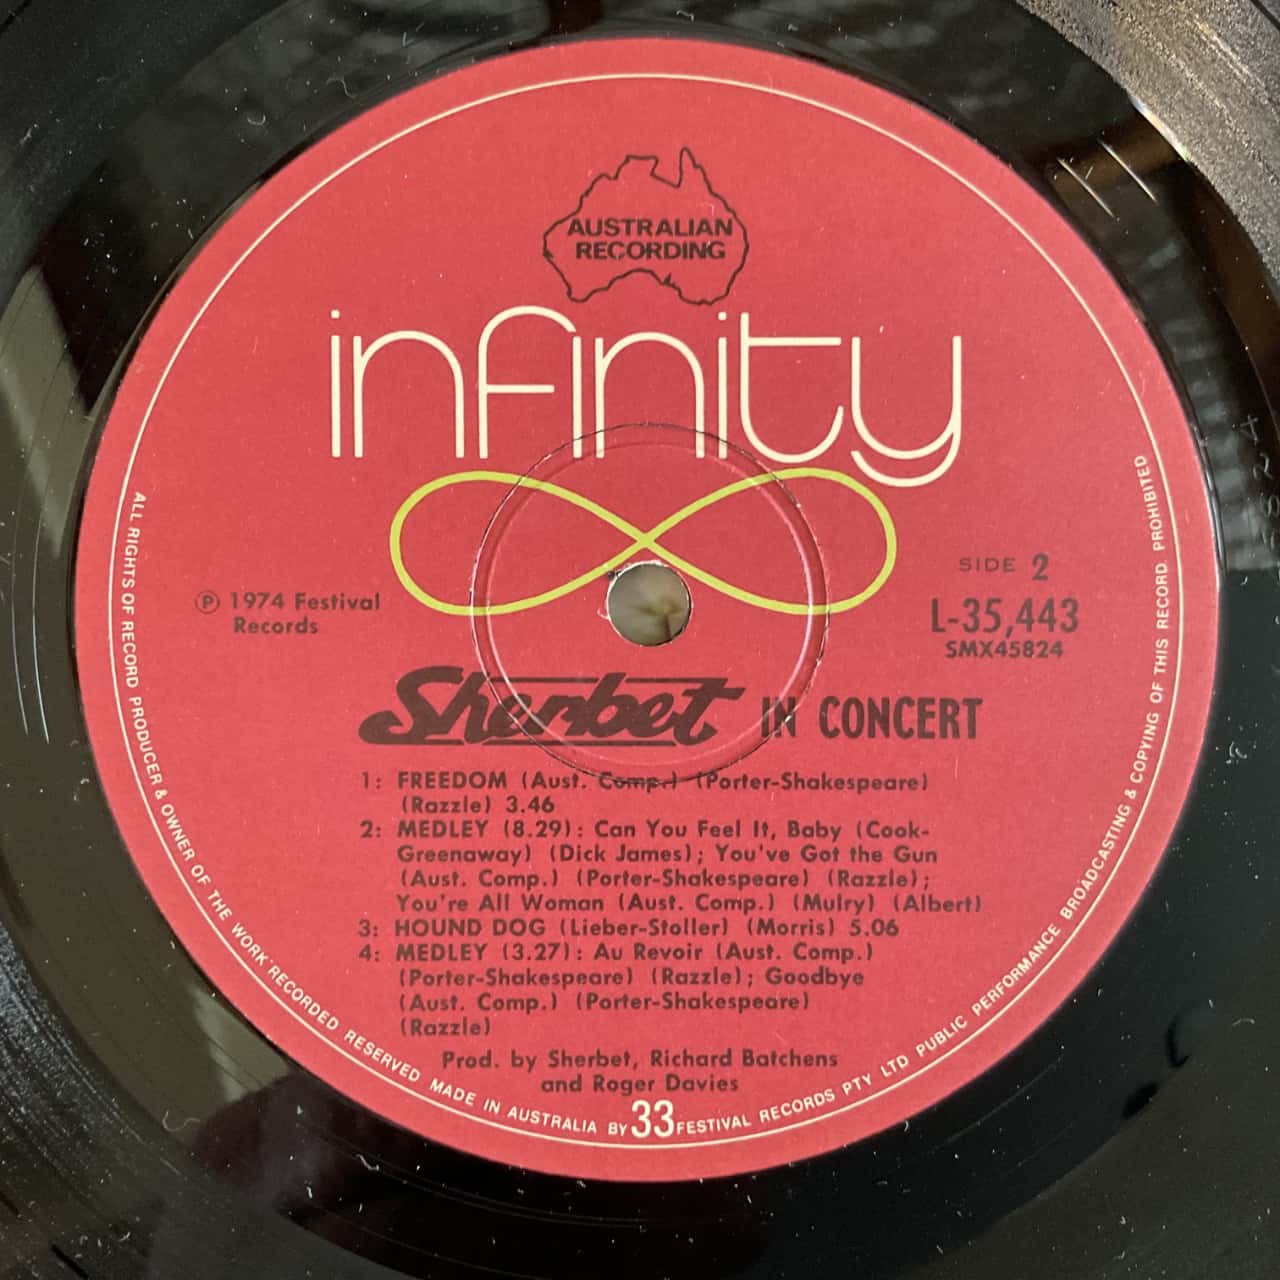 AUSTRALIAN
RECORDING
infinity
SIDE 2
L-35,443
SMX45824
℗ 1974 Festival
Records
Sherbet IN CONCERT
1: FREEDOM (Aust. Comp.) (Porter-Shakespeare)
(Razzle) 3.46
2: MEDLEY (8.29): Can You Feel It, Baby (Cook-
Greenaway) (Dick James); You've Got the Gun
(Aust. Comp.) (Porter-Shakespeare) (Razzle);
You're All Woman (Aust. Comp.) (Mulry) (Albert)
3: HOUND DOG (Lieber-Stoller) (Morris) 5.06
4: MEDLEY (3.27): Au Revoir (Aust. Comp.)
(Porter-Shakespeare) (Razzle); Goodbye
(Aust. Comp.) (Porter-Shakespeare)
(Razzle)
Prod. by Sherbet, Richard Batchens
and Roger Davies
33
ALL RIGHTS OF RECORD PRODUCER & OWNER OF THE WORK RECORDED RESERVED MADE IN AUSTRALIA BY FESTIVAL RECORDS PTY LTD PUBLIC PERFORMANCE BROADCASTING & COPYING OF THIS RECORD PROHIBITED